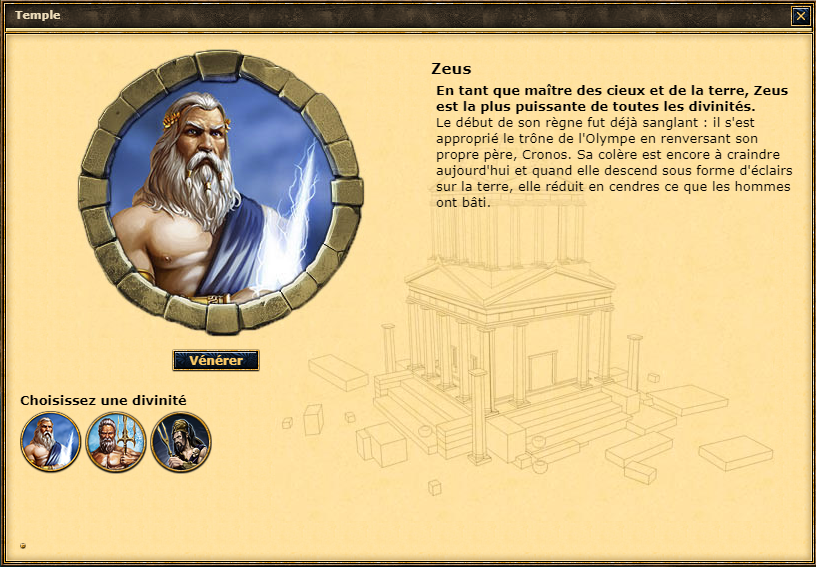 Temple
Zeus
En tant que maître des cieux et de la terre, Zeus
est la plus puissante de toutes les divinités.
Le début de son règne fut déjà sanglant : il s'est
approprié le trône de l'Olympe en renversant son
propre père, Cronos. Sa colère est encore à craindre
aujourd'hui et quand elle descend sous forme d'éclairs
sur la terre, elle réduit en cendres ce que les hommes
ont bâti.
Vénérer
Choisissez une divinité